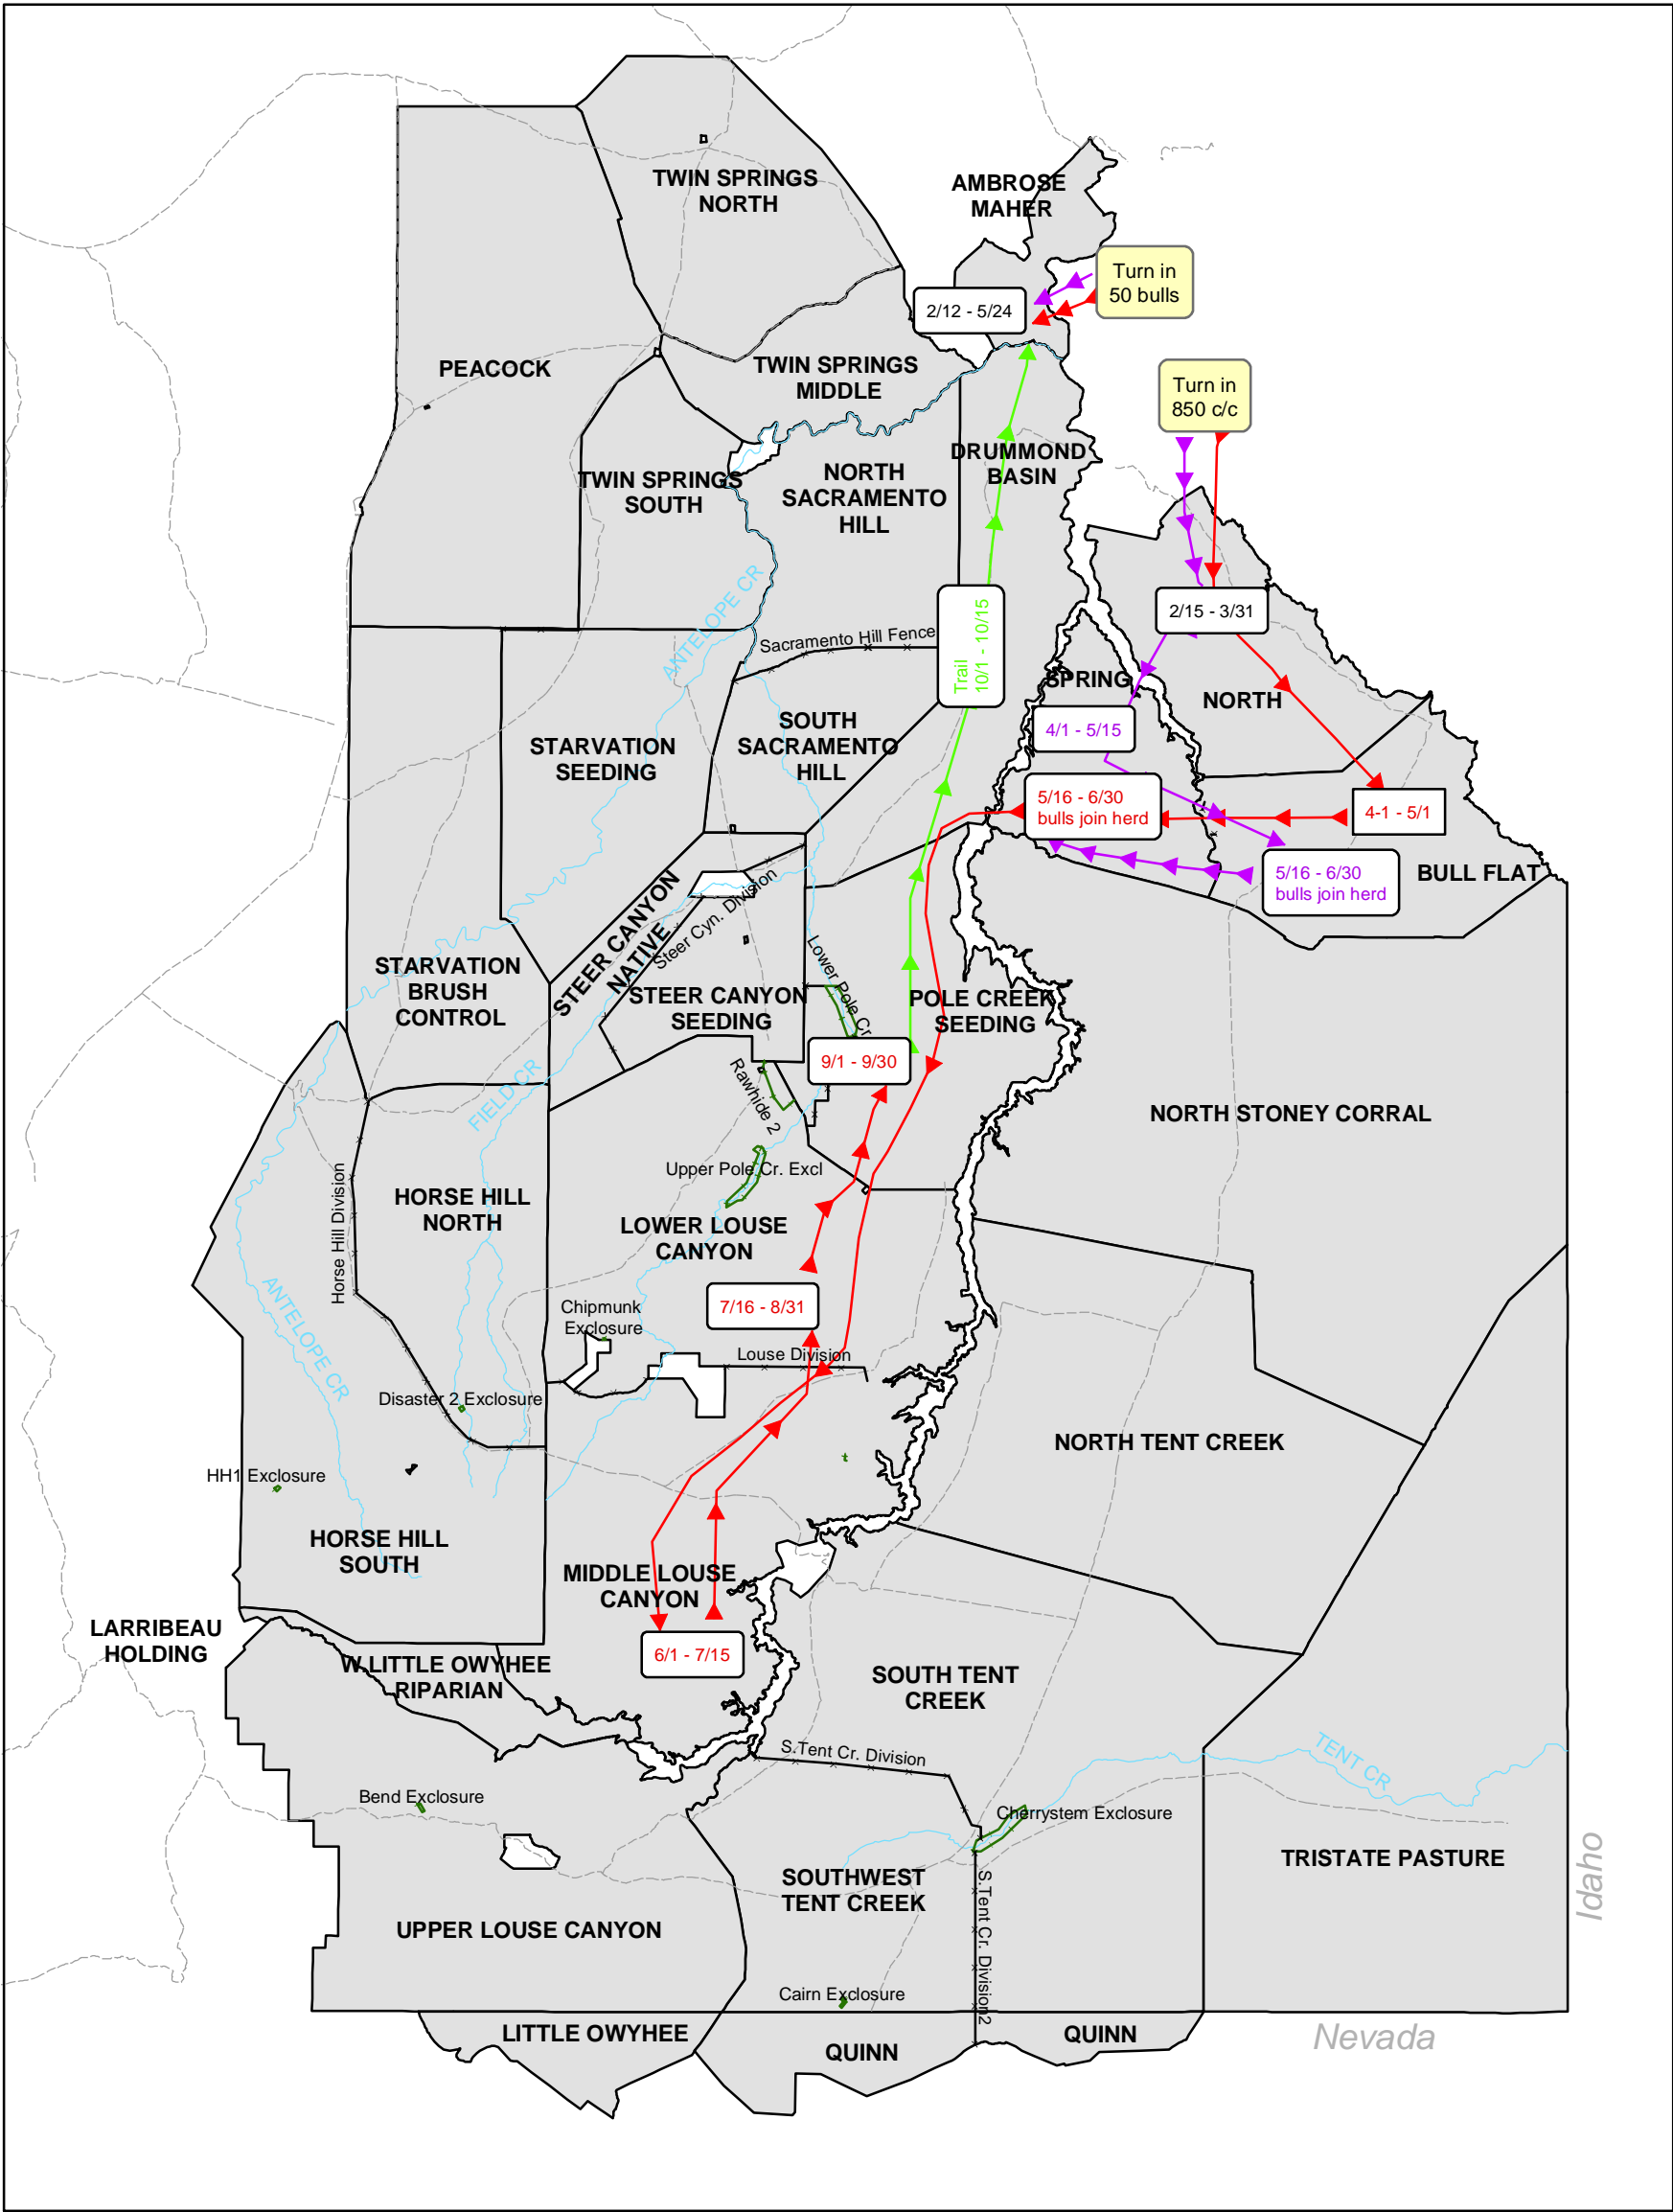 TWIN SPRINGS
NORTH
AMBROSE
MAHER
Turn in
50 bulls
2/12 - 5/24
PEACOCK
TWIN SPRINGS
MIDDLE
Turn in
850 c/c
DRUMMOND
BASIN
TWIN SPRINGS
SOUTH
NORTH
SACRAMENTO
HILL
ANTELOPE CR
Trail
10/1 - 10/15
2/15 - 3/31
Sacramento Hill Fence
SPRING
NORTH
4/1 - 5/15
STARVATION
SEEDING
SOUTH
SACRAMENTO
HILL
5/16 - 6/30
bulls join herd
4-1 - 5/1
5/16 - 6/30
bulls join herd
BULL FLAT
STEER CANYON
NATIVE
Steer Cyn. Division
Lower Pole Cr
STARVATION
BRUSH
CONTROL
STEER CANYON
SEEDING
POLE CREEK
SEEDING
9/1 - 9/30
FIELD CR
Rawhide 2
NORTH STONEY CORRAL
Upper Pole Cr. Excl
HORSE HILL
NORTH
Horse Hill Division
LOWER LOUSE
CANYON
ANTELOPE CR
7/16 - 8/31
Chipmunk
Exclosure
Louse Division
Disaster 2 Exclosure
NORTH TENT CREEK
HH1 Exclosure
HORSE HILL
SOUTH
MIDDLE LOUSE
CANYON
LARRIBEAU
HOLDING
6/1 - 7/15
W.LITTLE OWYHEE
RIPARIAN
SOUTH TENT
CREEK
S.Tent Cr. Division
TENT CR
Bend Exclosure
Cherrystem Exclosure
TRISTATE PASTURE
Idaho
SOUTHWEST
TENT CREEK
S.Tent Cr. Division2
UPPER LOUSE CANYON
Cairn Exclosure
LITTLE OWYHEE
QUINN
QUINN
Nevada